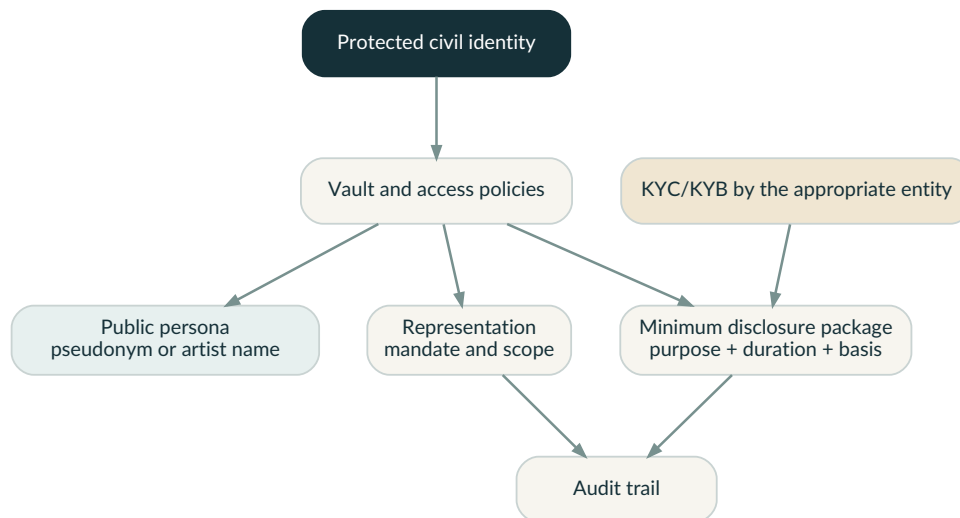 Protected civil identity
Vault and access policies
KYC/KYB by the appropriate entity
Public persona
pseudonym or artist name
Representation
mandate and scope
Minimum disclosure package
purpose + duration + basis
Audit trail